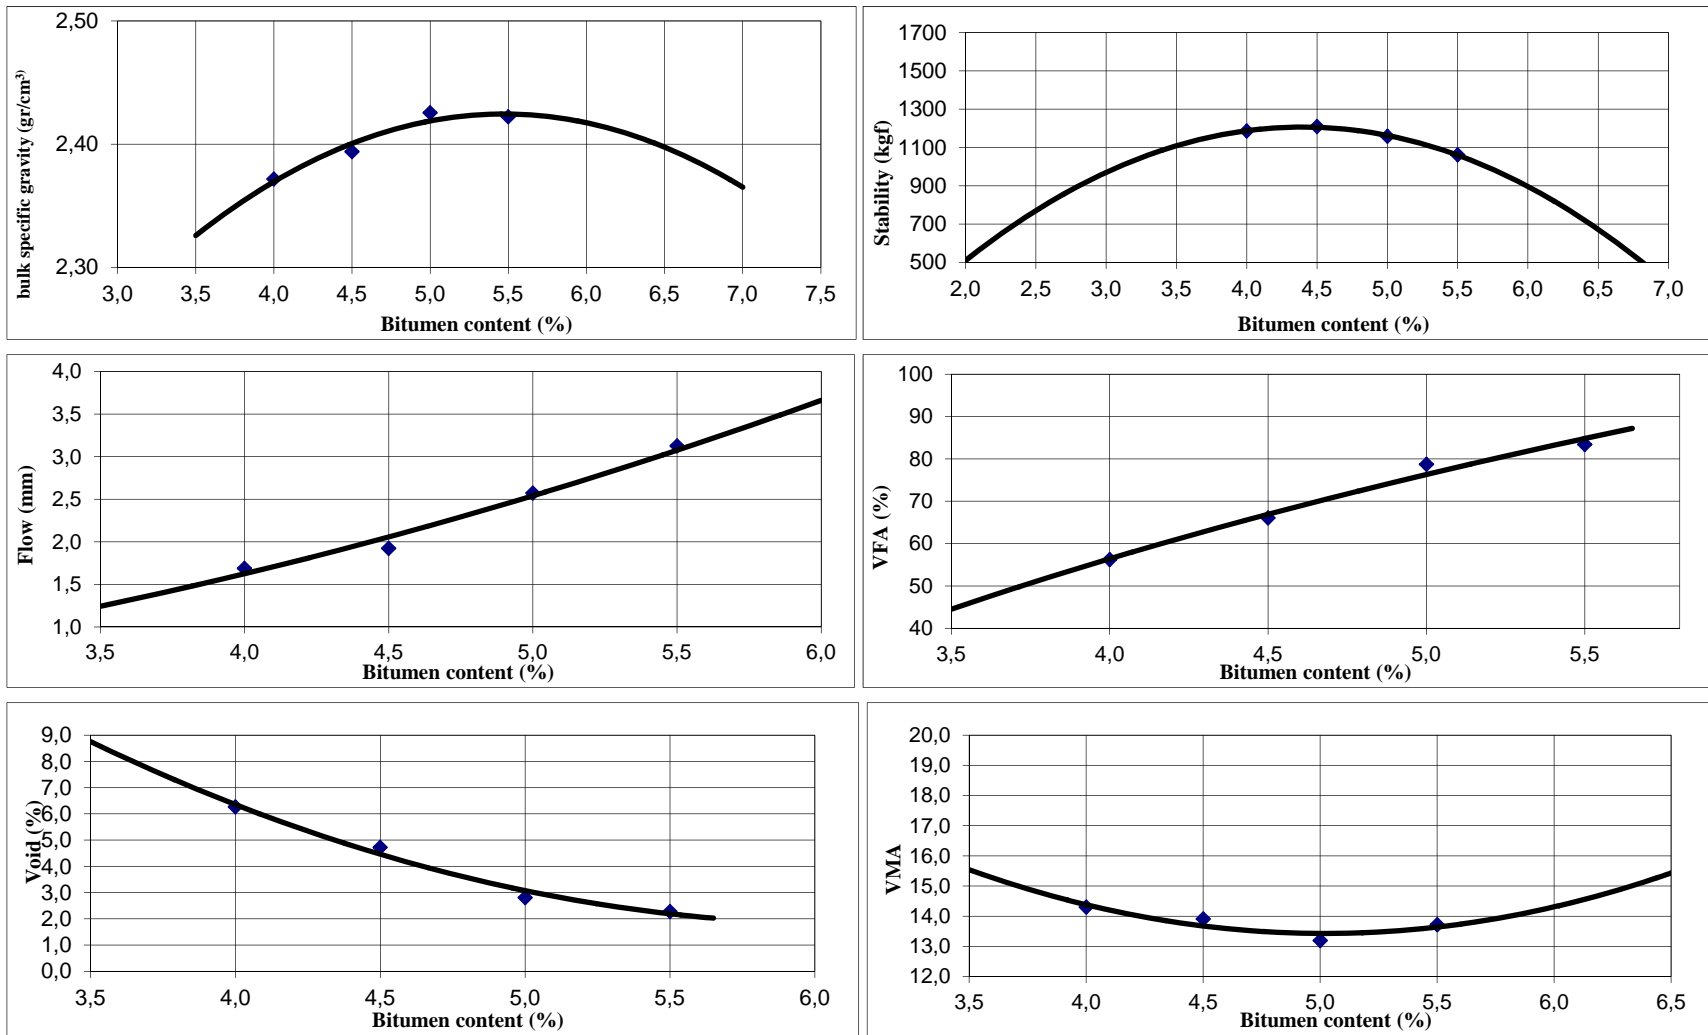 bulk specific gravity (gr/cm³⁾
2,50
2,40
2,30
3,0 3,5 4,0 4,5 5,0 5,5 6,0 6,5 7,0 7,5
Bitumen content (%)
Stability (kgf)
1700
1500
1300
1100
900
700
500
2,0 2,5 3,0 3,5 4,0 4,5 5,0 5,5 6,0 6,5 7,0
Bitumen content (%)
Flow (mm)
4,0
3,5
3,0
2,5
2,0
1,5
1,0
3,5 4,0 4,5 5,0 5,5 6,0
Bitumen content (%)
VFA (%)
100
90
80
70
60
50
40
3,5 4,0 4,5 5,0 5,5
Bitumen content (%)
Void (%)
9,0
8,0
7,0
6,0
5,0
4,0
3,0
2,0
1,0
0,0
3,5 4,0 4,5 5,0 5,5 6,0
Bitumen content (%)
VMA
20,0
19,0
18,0
17,0
16,0
15,0
14,0
13,0
12,0
3,5 4,0 4,5 5,0 5,5 6,0 6,5
Bitumen content (%)